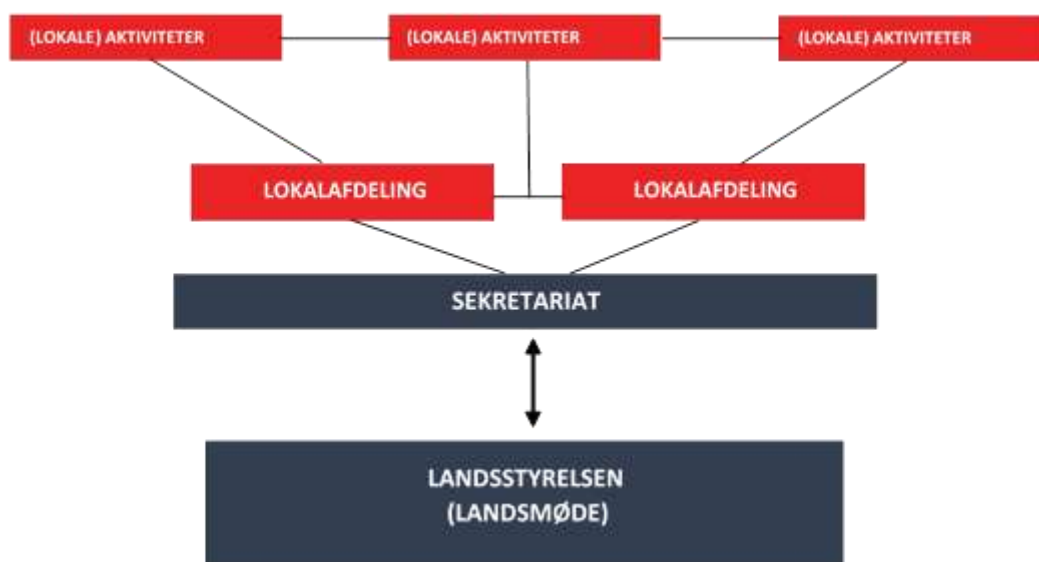 (LOKALE) AKTIVITETER
(LOKALE) AKTIVITETER
(LOKALE) AKTIVITETER
LOKALAFDELING
LOKALAFDELING
SEKRETARIAT
LANDSSTYRELSEN
(LANDSMØDE)